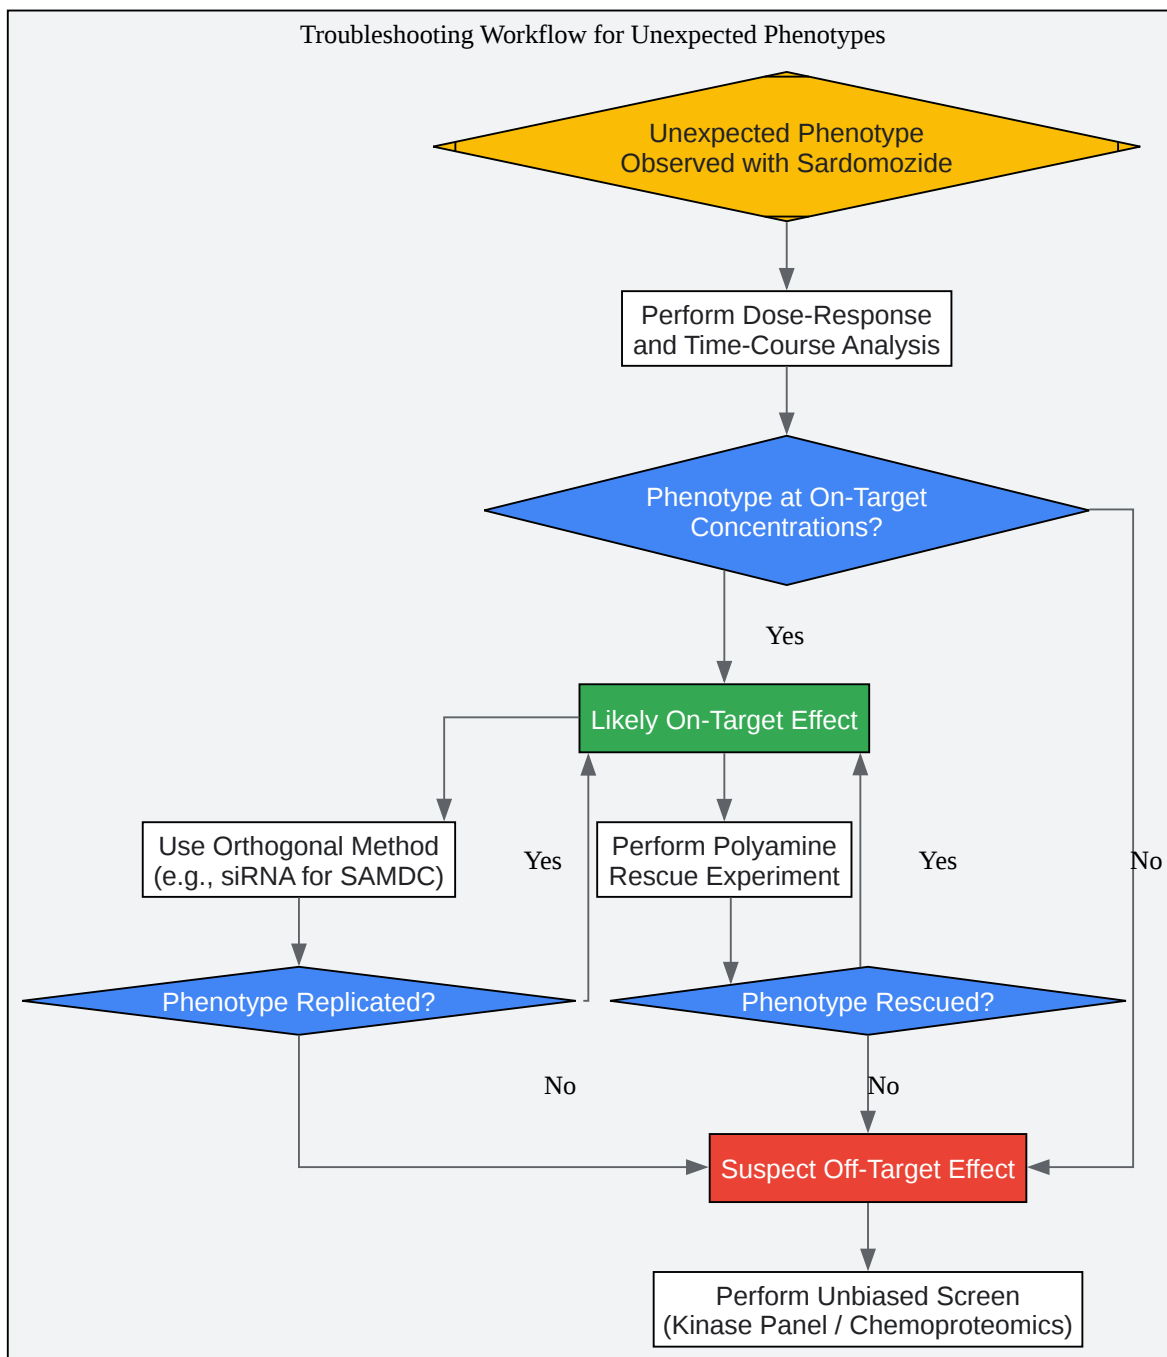 Troubleshooting Workflow for Unexpected Phenotypes
Unexpected Phenotype
Observed with Sardomozide
Perform Dose-Response
and Time-Course Analysis
Phenotype at On-Target
Concentrations?
Yes
Likely On-Target Effect
Use Orthogonal Method
(e.g., siRNA for SAMDC)
Yes
Perform Polyamine
Rescue Experiment
Yes
No
Phenotype Replicated?
Phenotype Rescued?
No
No
Suspect Off-Target Effect
Perform Unbiased Screen
(Kinase Panel / Chemoproteomics)